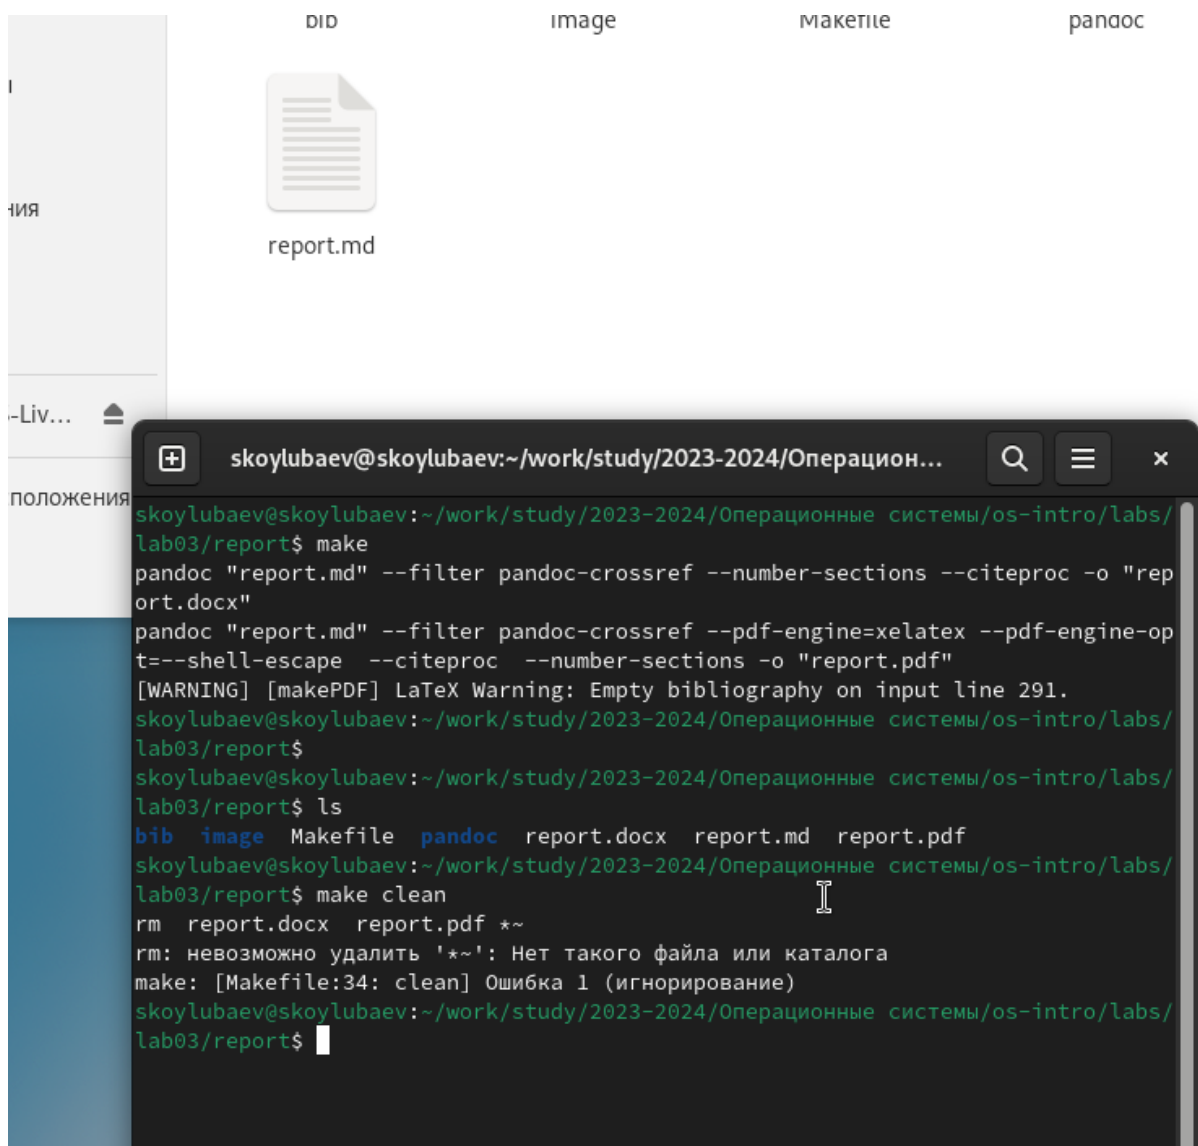 bib image Makefile pandoc
ния
report.md
-Liv...
skoylubaev@skoylubaev:~/work/study/2023-2024/Операцион...
положения
skoylubaev@skoylubaev:~/work/study/2023-2024/Операционные системы/os-intro/labs/
lab03/report$ make
pandoc "report.md" --filter pandoc-crossref --number-sections --citeproc -o "rep
ort.docx"
pandoc "report.md" --filter pandoc-crossref --pdf-engine=xelatex --pdf-engine-op
t=--shell-escape  --citeproc  --number-sections -o "report.pdf"
[WARNING] [makePDF] LaTeX Warning: Empty bibliography on input line 291.
skoylubaev@skoylubaev:~/work/study/2023-2024/Операционные системы/os-intro/labs/
lab03/report$
skoylubaev@skoylubaev:~/work/study/2023-2024/Операционные системы/os-intro/labs/
lab03/report$ ls
bib  image  Makefile  pandoc  report.docx  report.md  report.pdf
skoylubaev@skoylubaev:~/work/study/2023-2024/Операционные системы/os-intro/labs/
lab03/report$ make clean
rm  report.docx  report.pdf *~
rm: невозможно удалить '*~': Нет такого файла или каталога
make: [Makefile:34: clean] Ошибка 1 (игнорирование)
skoylubaev@skoylubaev:~/work/study/2023-2024/Операционные системы/os-intro/labs/
lab03/report$